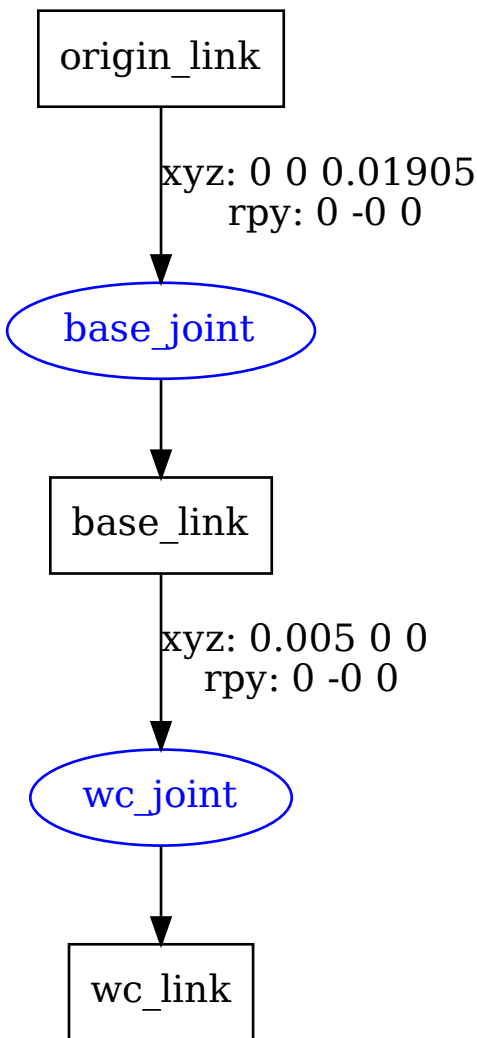 origin_link
xyz: 0 0 0.01905
rpy: 0 -0 0
base_joint
base_link
xyz: 0.005 0 0
rpy: 0 -0 0
wc_joint
wc_link